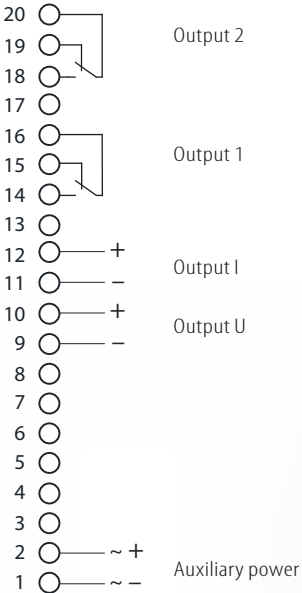 20
19
Output 2
18
17
16
15
Output 1
14
13
12 +
Output I
11 −
10 +
Output U
9 −
8
7
6
5
4
3
2 ~ +
Auxiliary power
1 ~ −